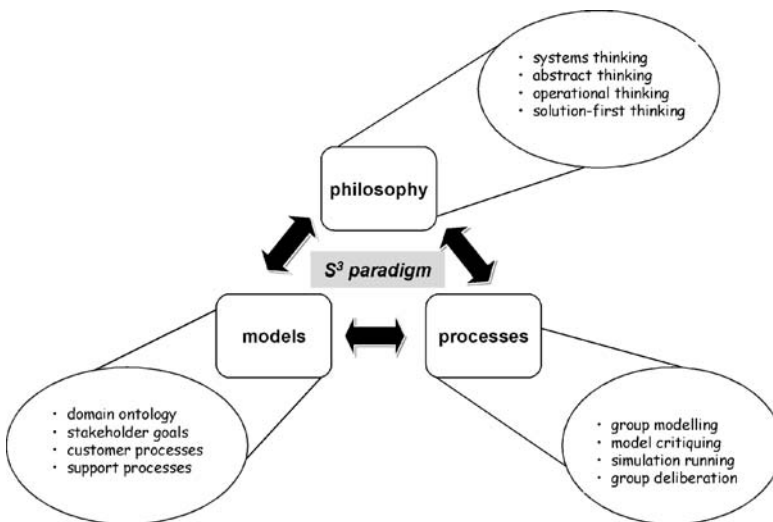 • systems thinking
• abstract thinking
• operational thinking
• solution-first thinking
philosophy
S³ paradigm
models
processes
• domain ontology
• stakeholder goals
• customer processes
• support processes
• group modelling
• model critiquing
• simulation running
• group deliberation